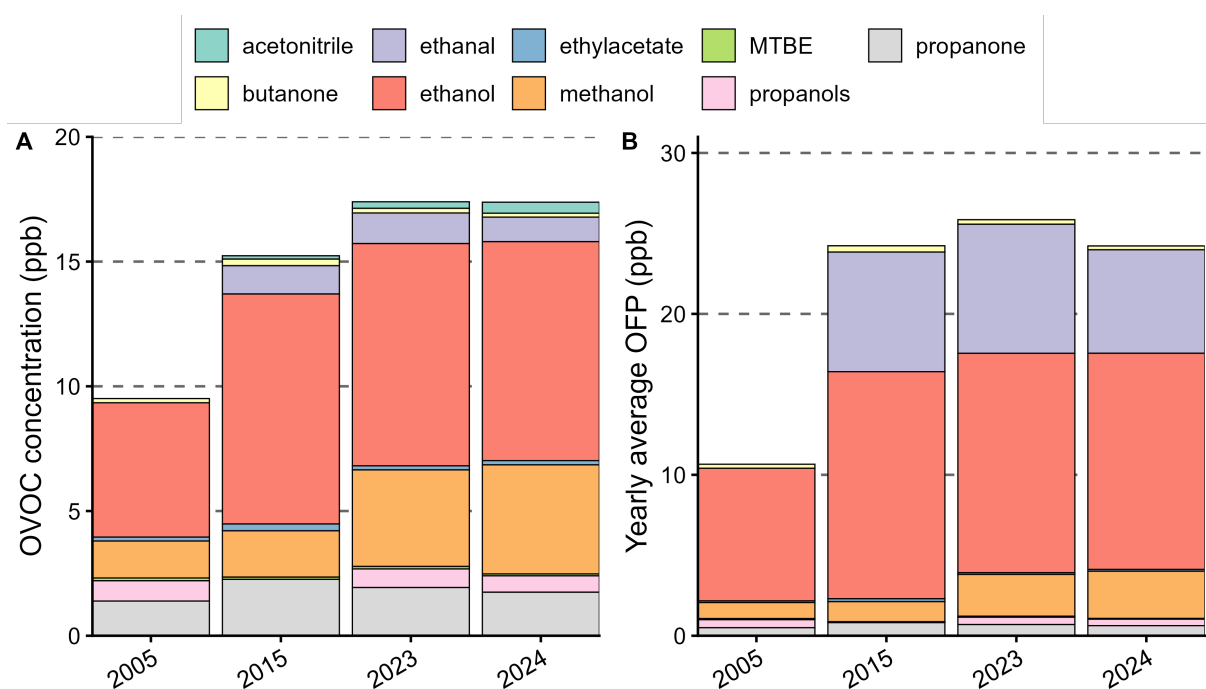 acetonitrile ethanal ethylacetate MTBE propanone
butanone ethanol methanol propanols
A
OVOC concentration (ppb)
20
15
10
5
0
2005 2015 2023 2024
B
Yearly average OFP (ppb)
30
20
10
0
2005 2015 2023 2024